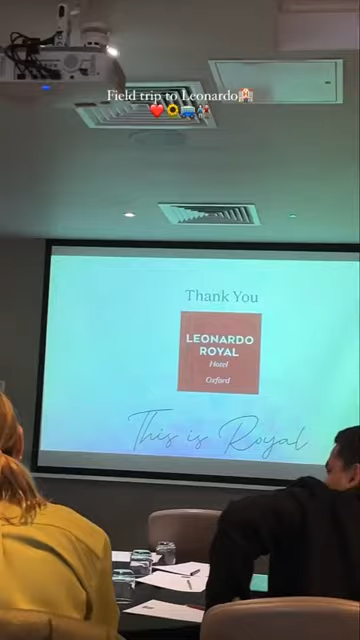 Field trip to Leonardo🏩
❤️🌻🚌👫
Thank You
LEONARDO
ROYAL
Hotel
Oxford
This is Royal